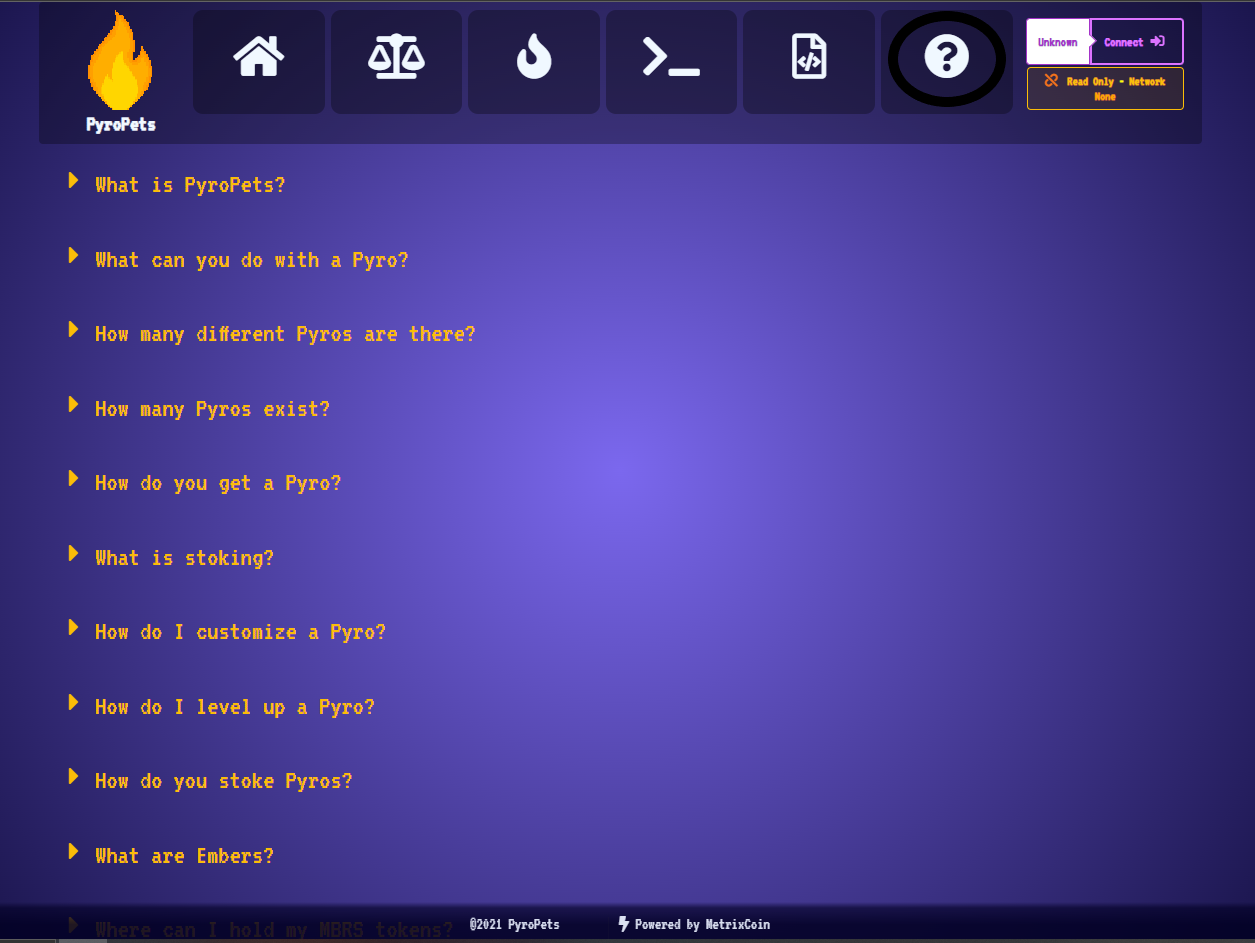 PyroPets
Unknown
Connect
Read Only - Network
None
What is PyroPets?
What can you do with a Pyro?
How many different Pyros are there?
How many Pyros exist?
How do you get a Pyro?
What is stoking?
How do I customize a Pyro?
How do I level up a Pyro?
How do you stoke Pyros?
What are Embers?
Where can I hold my MBRS tokens?
@2021 PyroPets
Powered by MetrixCoin